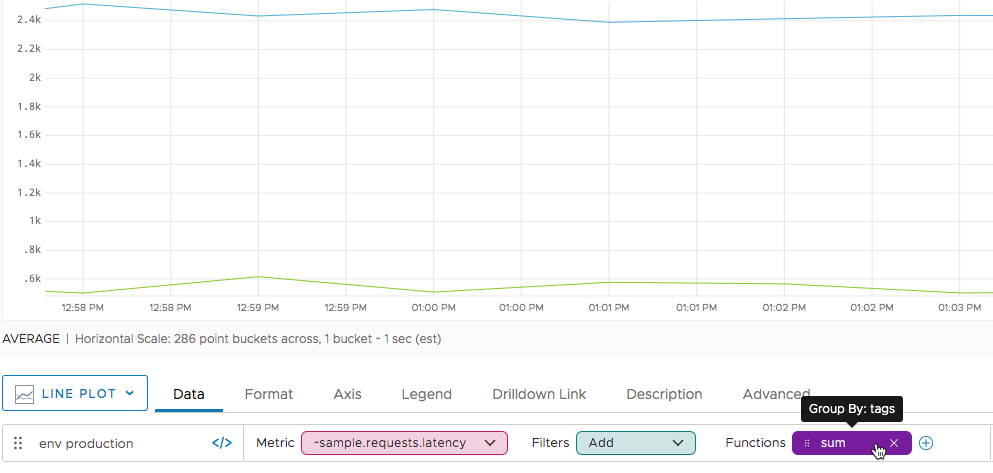 2.4k
2.2k
2k
1.8k
1.6k
1.4k
1.2k
1k
.8k
.6k
12:58 PM 12:58 PM 12:59 PM 12:59 PM 01:00 PM 01:00 PM 01:01 PM 01:01 PM 01:02 PM 01:02 PM 01:03 PM
AVERAGE | Horizontal Scale: 286 point buckets across, 1 bucket ~ 1 sec (est)
LINE PLOT Data Format Axis Legend Drilldown Link Description Advanced
Group By: tags
env production </> Metric ~sample.requests.latency Filters Add Functions sum